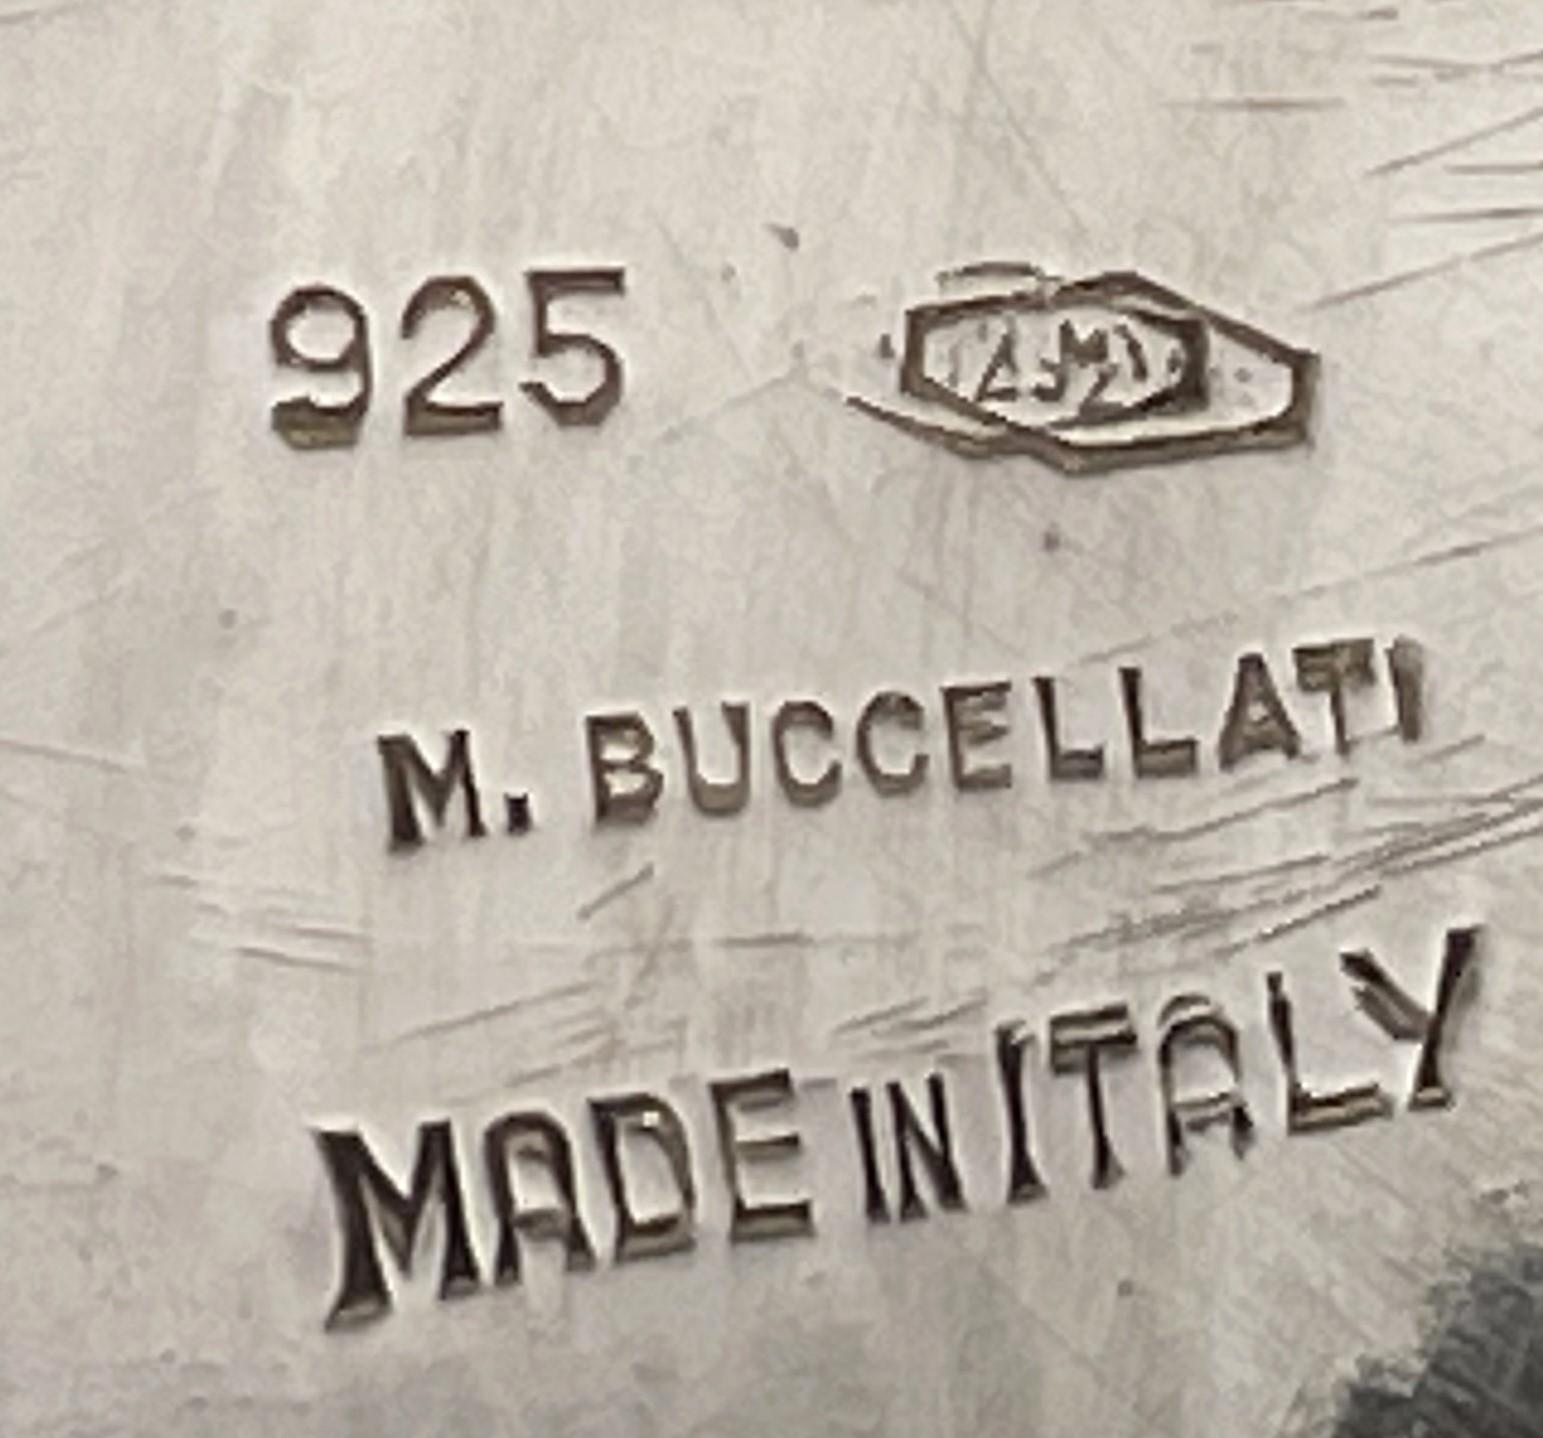 925
M. BUCCELLATI
MADE IN ITALY